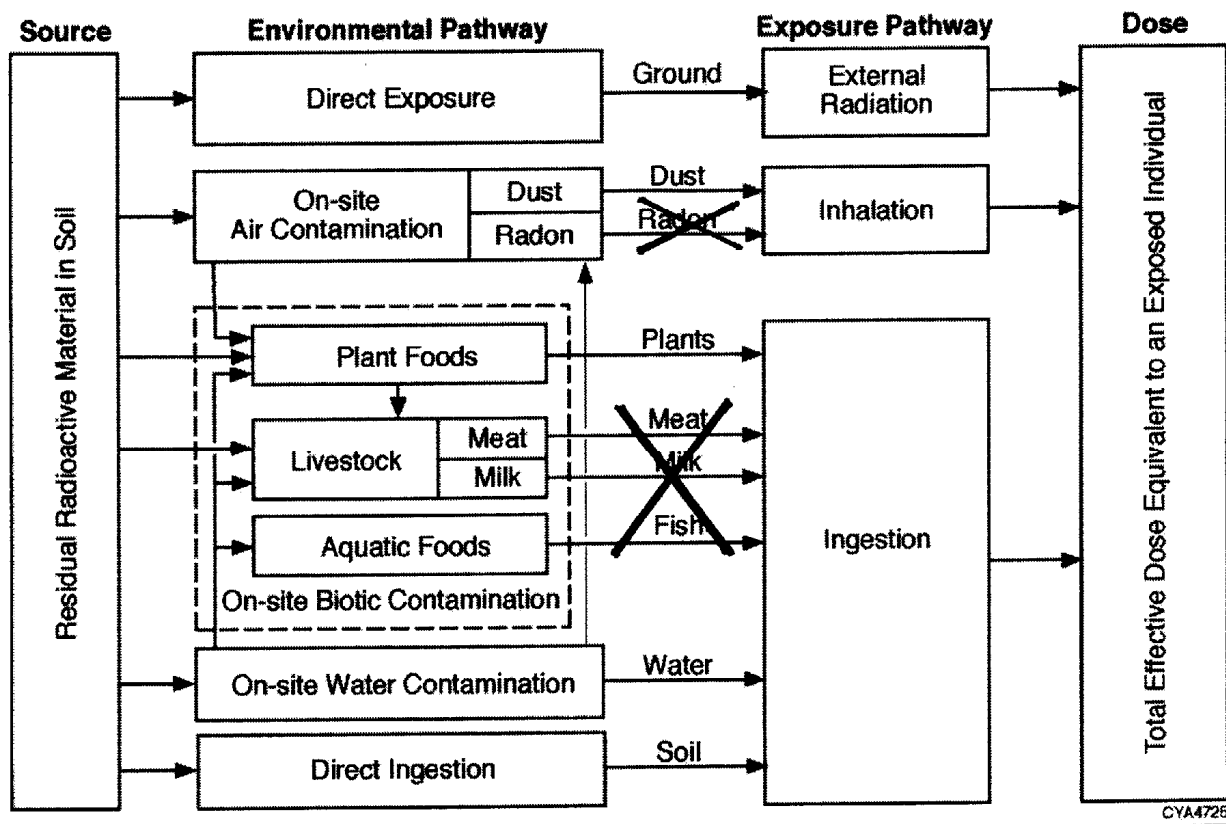 Source
Environmental Pathway
Exposure Pathway
Dose
Residual Radioactive Material in Soil
Direct Exposure
Ground
External
Radiation
On-site
Air Contamination
Dust
Radon
Dust
Radon
Inhalation
Plant Foods
Plants
Livestock
Meat
Milk
Meat
Milk
Aquatic Foods
Fish
On-site Biotic Contamination
Ingestion
On-site Water Contamination
Water
Direct Ingestion
Soil
Total Effective Dose Equivalent to an Exposed Individual
CYA4726